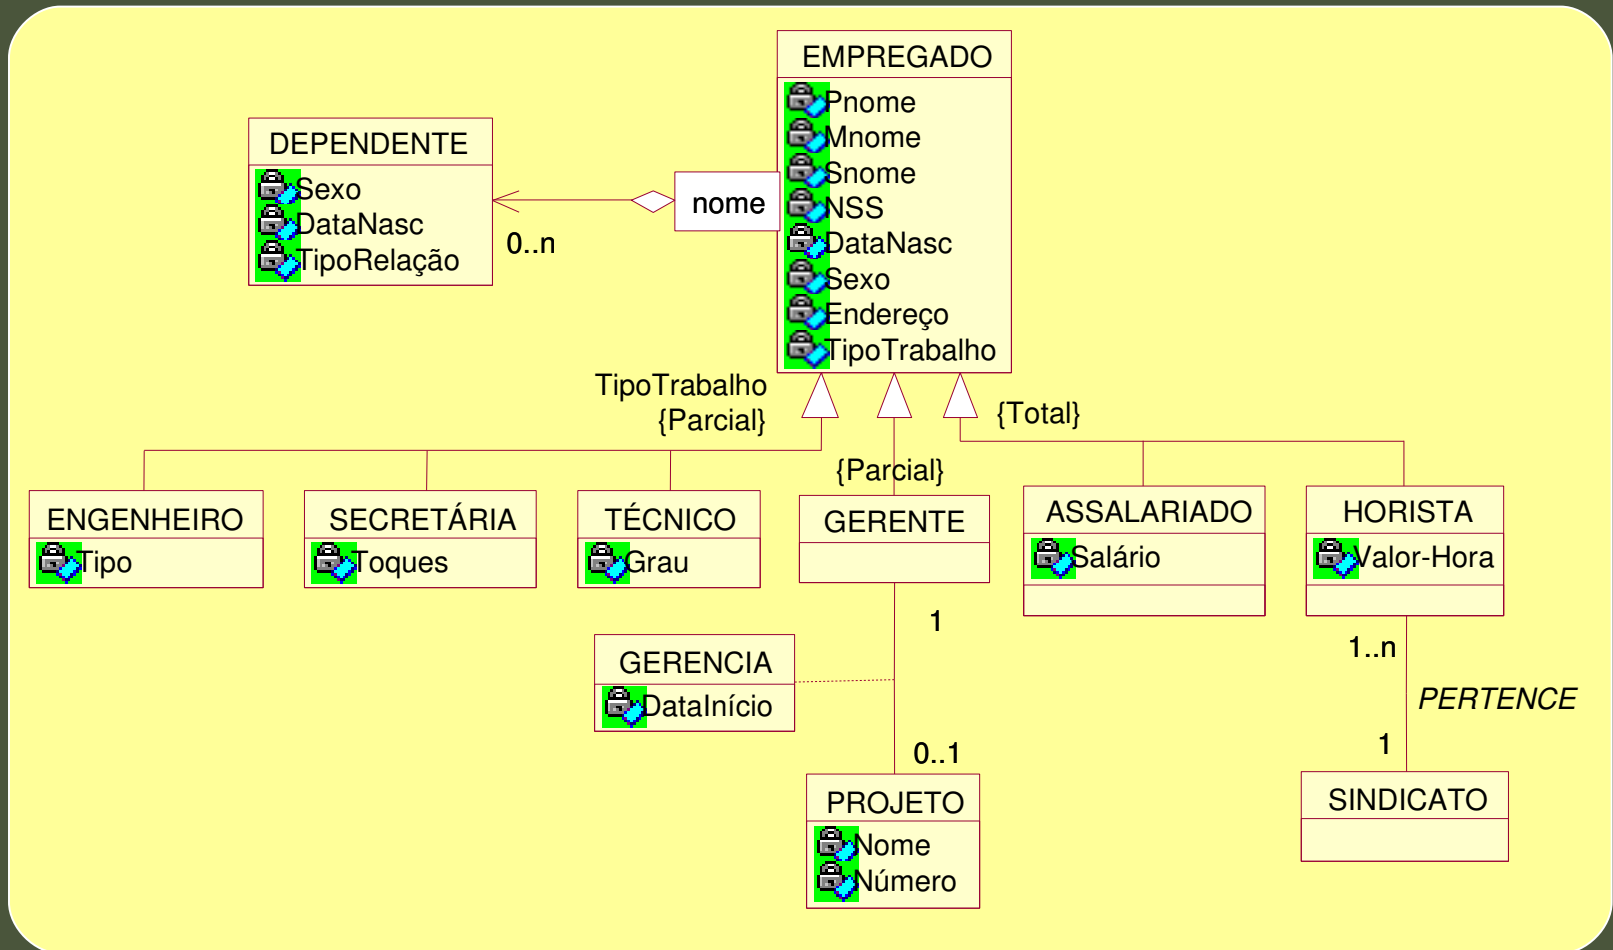 EMPREGADO
Pnome
Mnome
Snome
NSS
DataNasc
Sexo
Endereço
TipoTrabalho
DEPENDENTE
Sexo
DataNasc
TipoRelação
0..n
nome
TipoTrabalho
{Parcial}
{Parcial}
{Total}
ENGENHEIRO
Tipo
SECRETÁRIA
Toques
TÉCNICO
Grau
GERENTE
ASSALARIADO
Salário
HORISTA
Valor-Hora
1
GERENCIA
DataInício
0..1
PROJETO
Nome
Número
1..n
PERTENCE
1
SINDICATO